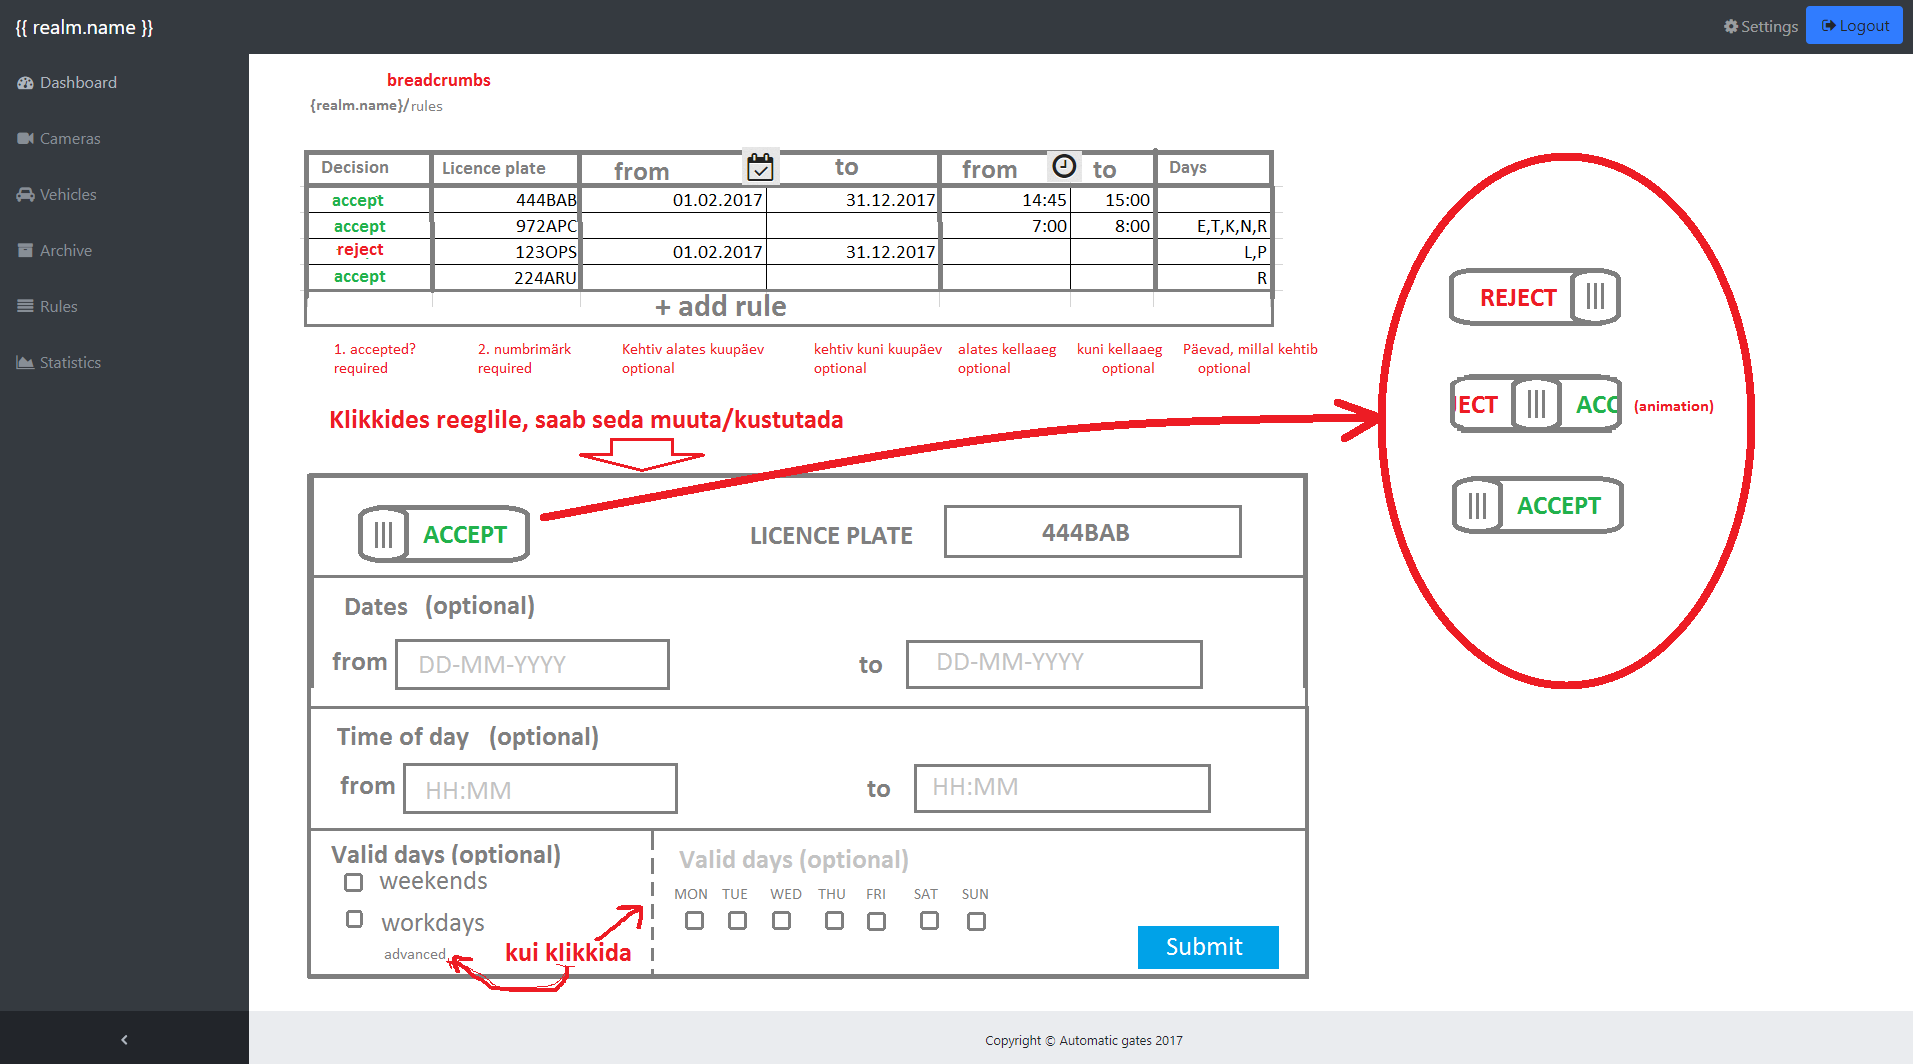 {{ realm.name }}
Settings
Logout
Dashboard
Cameras
Vehicles
Archive
Rules
Statistics
breadcrumbs
{realm.name}/rules
Decision Licence plate from to from to Days
accept 444BAB 01.02.2017 31.12.2017 14:45 15:00
accept 972APC 7:00 8:00 E,T,K,N,R
reject 123OPS 01.02.2017 31.12.2017 L,P
accept 224ARU R
+ add rule
1. accepted? 2. numbrimärk Kehtiv alates kuupäev kehtiv kuni kuupäev alates kellaaeg kuni kellaaeg Päevad, millal kehtib
required required optional optional optional optional optional
Klikkides reeglile, saab seda muuta/kustutada
REJECT
ECT ACC (animation)
ACCEPT
ACCEPT LICENCE PLATE 444BAB
Dates (optional)
from DD-MM-YYYY to DD-MM-YYYY
Time of day (optional)
from HH:MM to HH:MM
Valid days (optional)
weekends
workdays
advanced
kui klikkida
Valid days (optional)
MON TUE WED THU FRI SAT SUN
Submit
Copyright © Automatic gates 2017